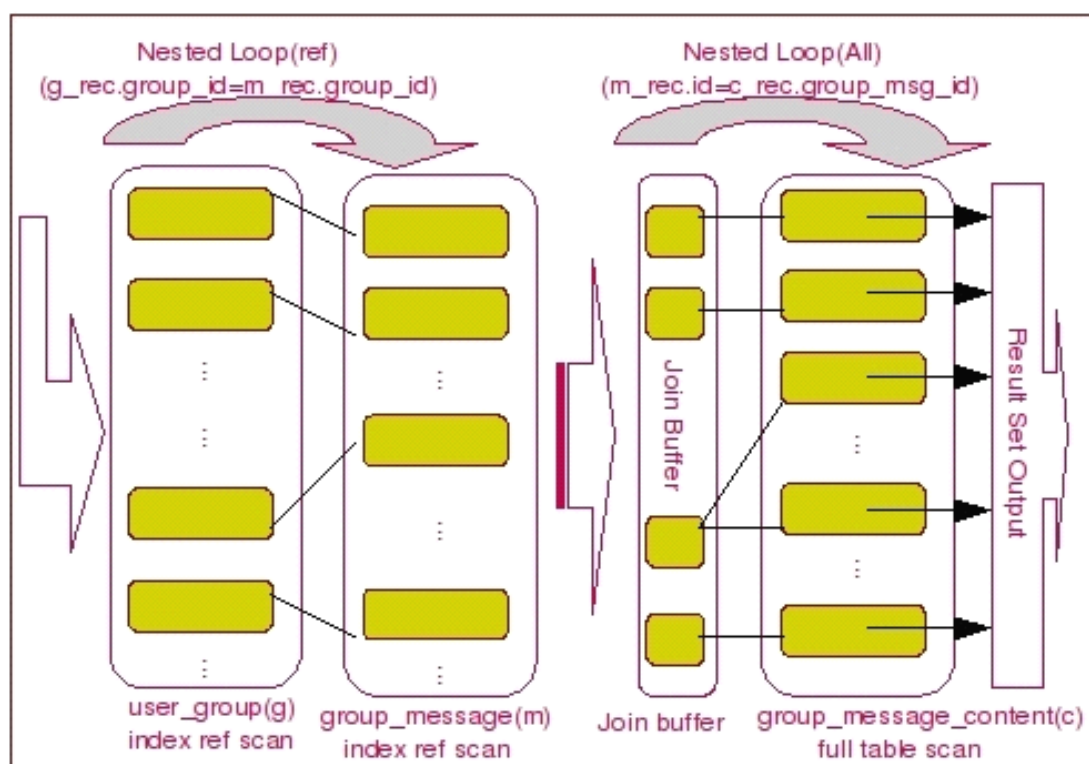 Nested Loop(ref)
(g_rec.group_id=m_rec.group_id)
Nested Loop(All)
(m_rec.id=c_rec.group_msg_id)
Join Buffer
Result Set Output
user_group(g)
index ref scan
group_message(m)
index ref scan
Join buffer
group_message_content(c)
full table scan